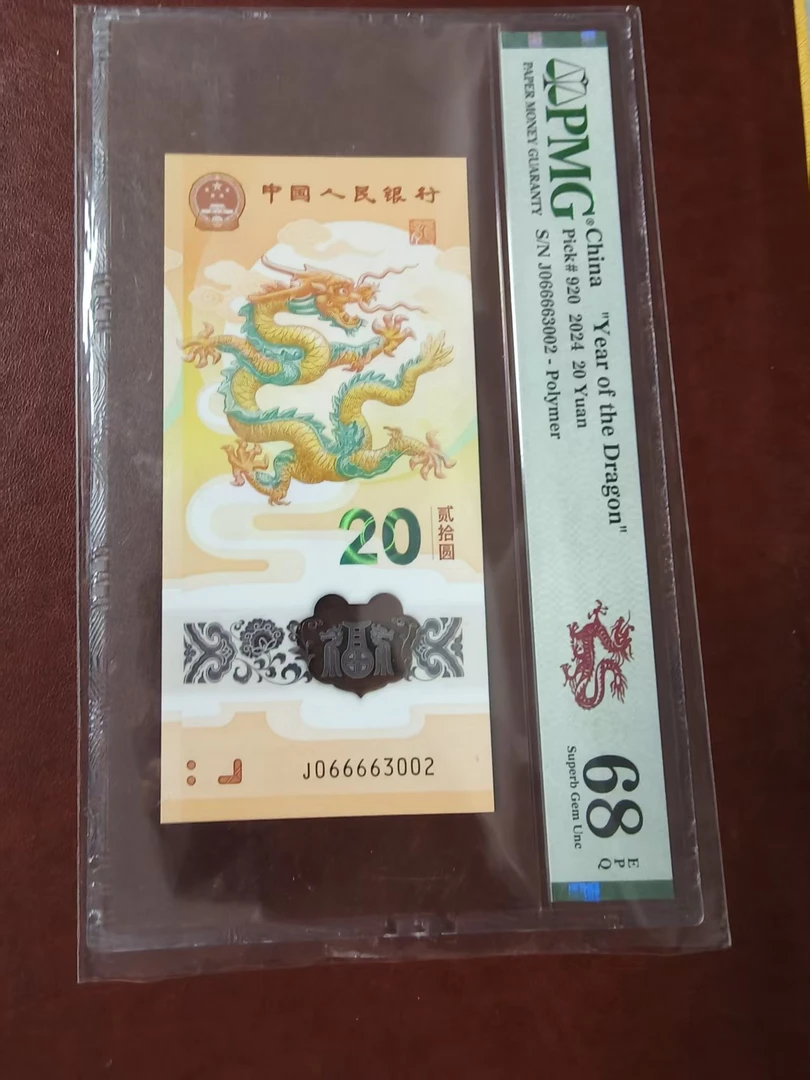 中国人民银行
20
贰拾圆
J066663002
PMG®
PAPER MONEY GUARANTY
China "Year of the Dragon"
Pick# 920 2024 20 Yuan
S/N J066663002 - Polymer
68
EPQ
Superb Gem Unc